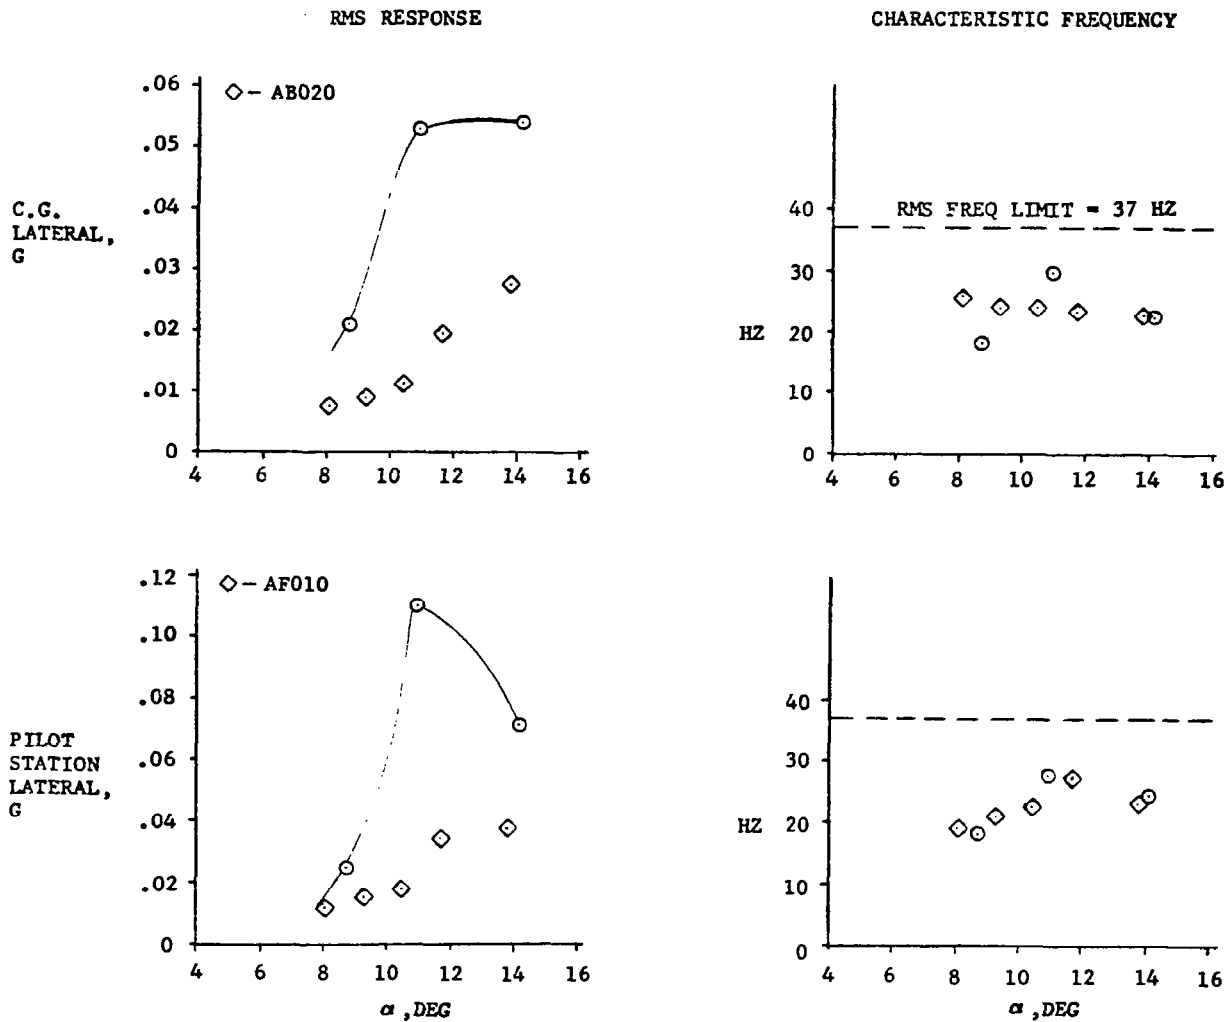 RMS RESPONSE
CHARACTERISTIC FREQUENCY
.06
.05
.04
.03
.02
.01
0
◇ – AB020
C.G.
LATERAL,
G
4 6 8 10 12 14 16
40
30
20
10
0
RMS FREQ LIMIT = 37 HZ
HZ
4 6 8 10 12 14 16
.12
.10
.08
.06
.04
.02
0
◇ – AF010
PILOT
STATION
LATERAL,
G
4 6 8 10 12 14 16
α ,DEG
40
30
20
10
0
HZ
4 6 8 10 12 14 16
α ,DEG